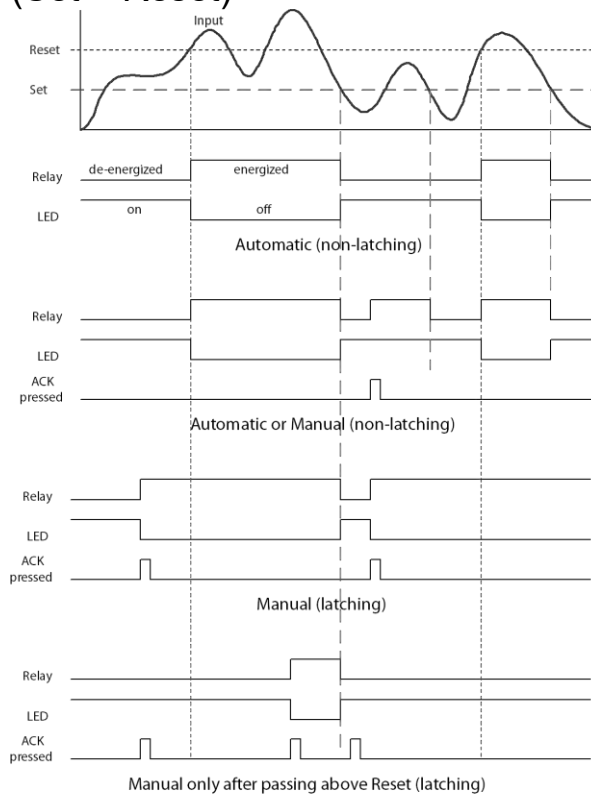 (Set Reset)
Input
Reset
Set
de-energized energized
Relay
on off
LED
Automatic (non-latching)
Relay
LED
ACK
pressed
Automatic or Manual (non-latching)
Relay
LED
ACK
pressed
Manual (latching)
Relay
LED
ACK
pressed
Manual only after passing above Reset (latching)